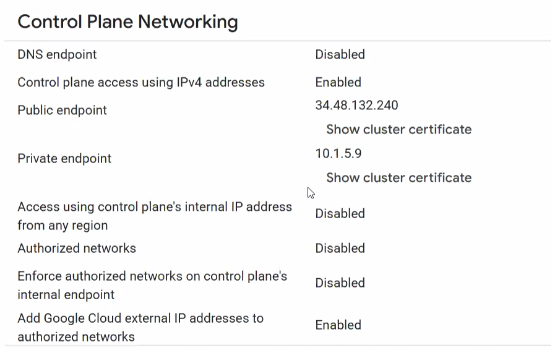 Control Plane Networking
DNS endpoint Disabled
Control plane access using IPv4 addresses Enabled
Public endpoint 34.48.132.240
Show cluster certificate
Private endpoint 10.1.5.9
Show cluster certificate
Access using control plane's internal IP address
from any region Disabled
Authorized networks Disabled
Enforce authorized networks on control plane's
internal endpoint Disabled
Add Google Cloud external IP addresses to
authorized networks Enabled